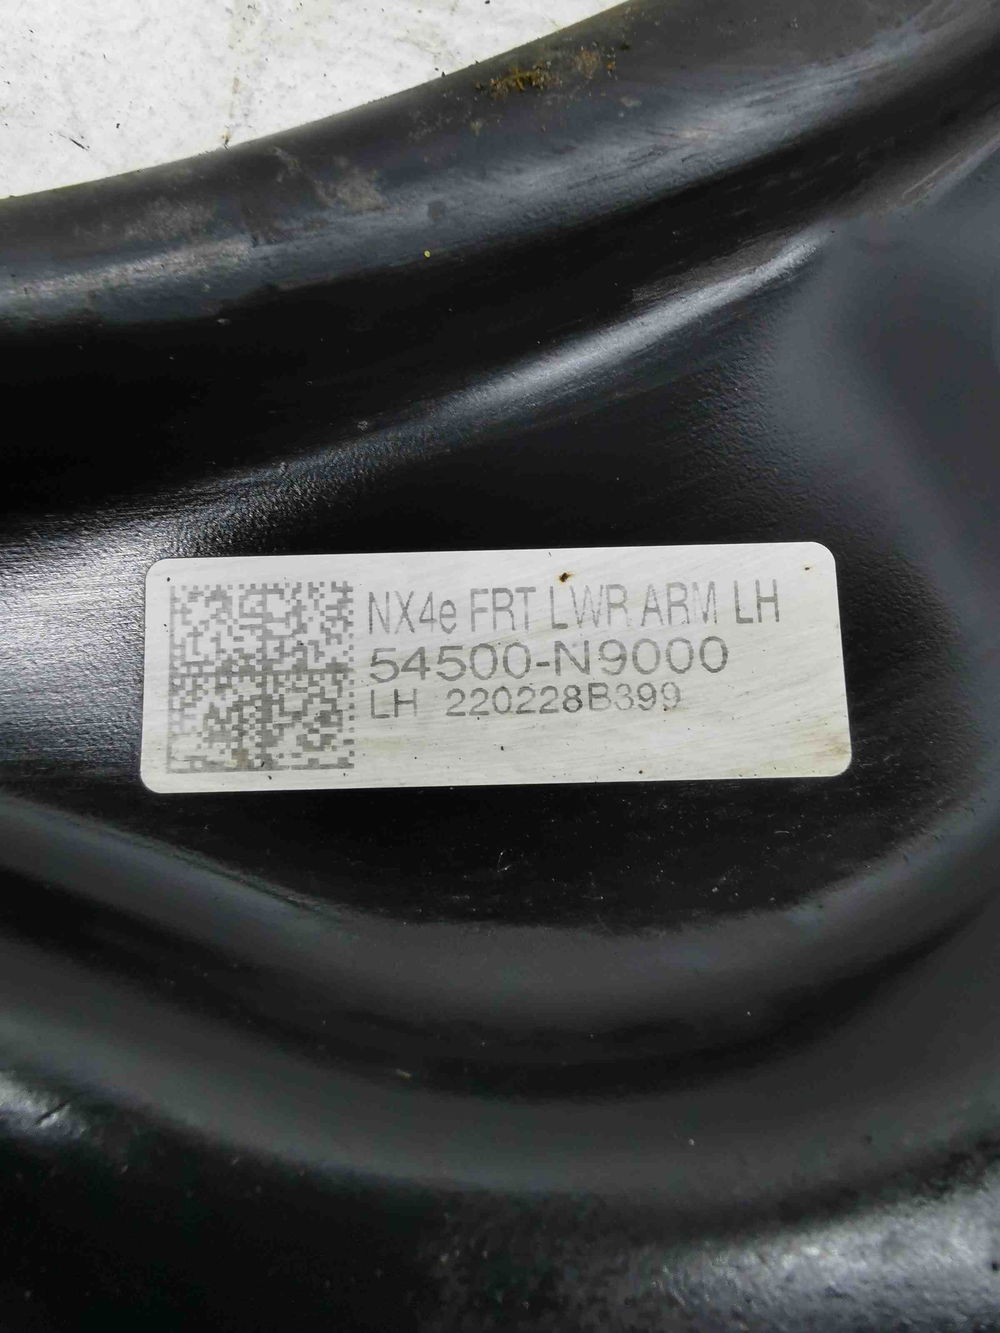 NX4e FRT LWR ARM LH
54500-N9000
LH 220228B399